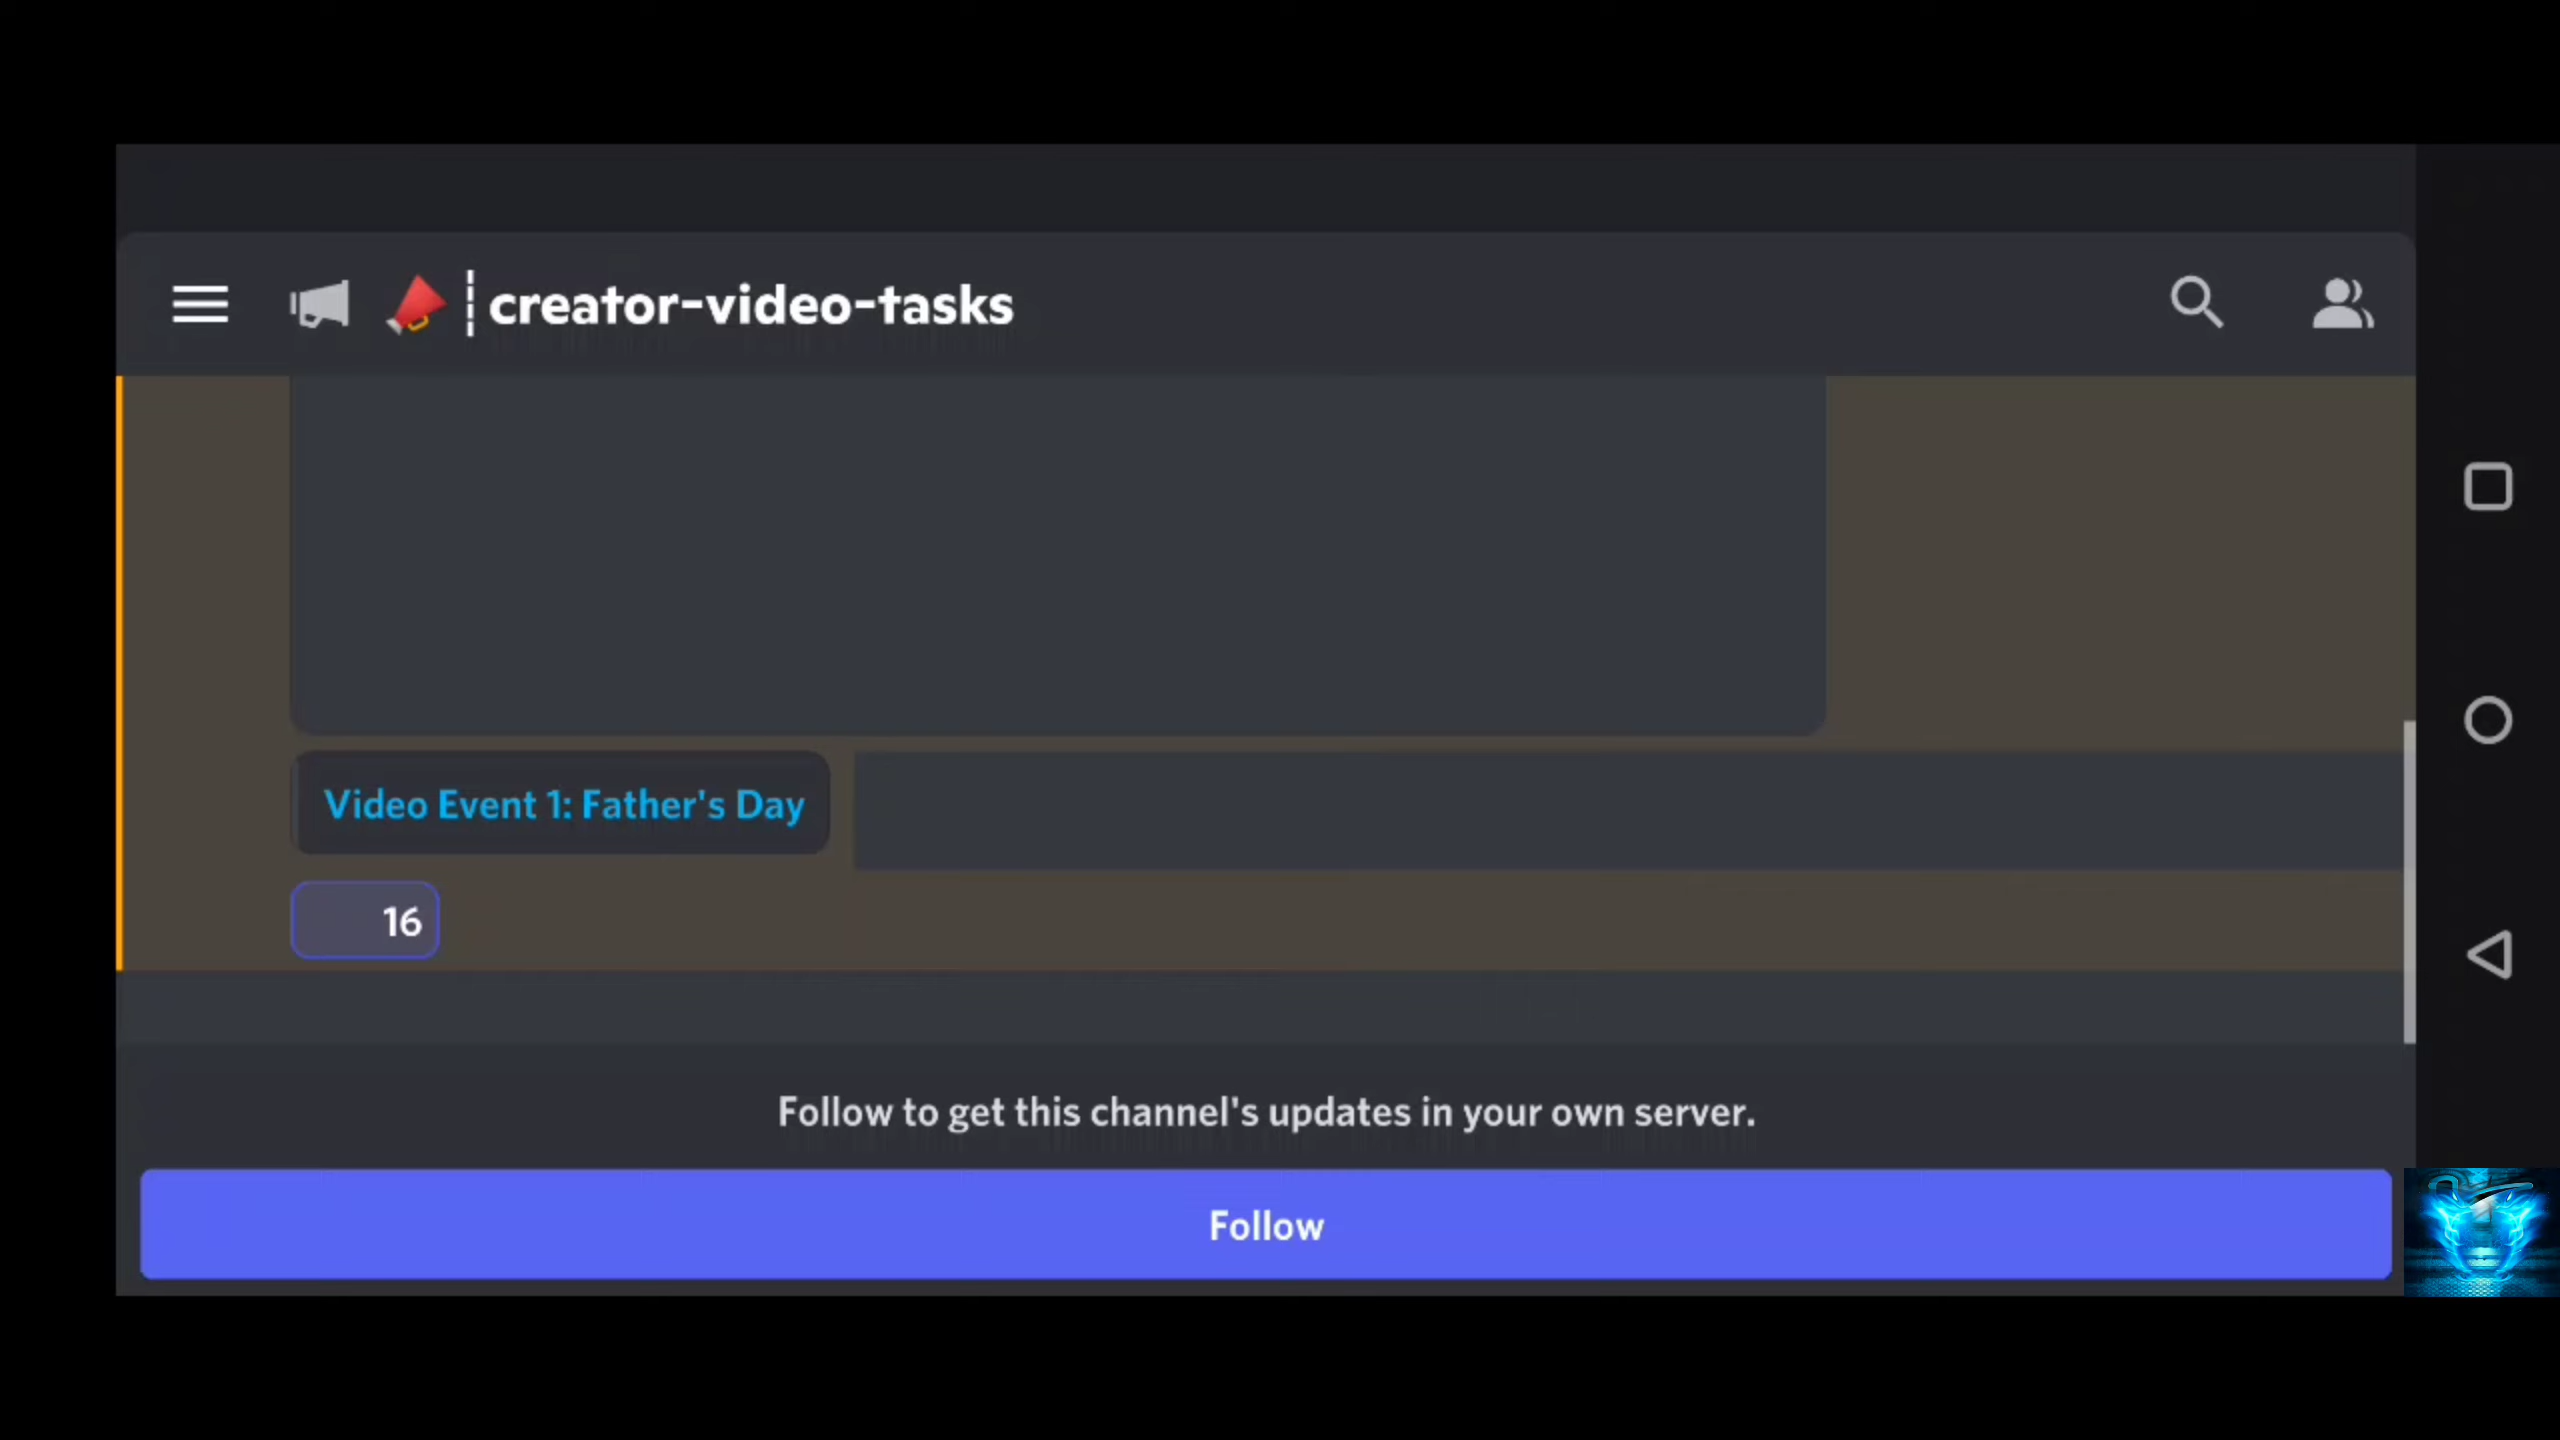 creator-video-tasks
Video Event 1: Father's Day
16
Follow to get this channel's updates in your own server.
Follow